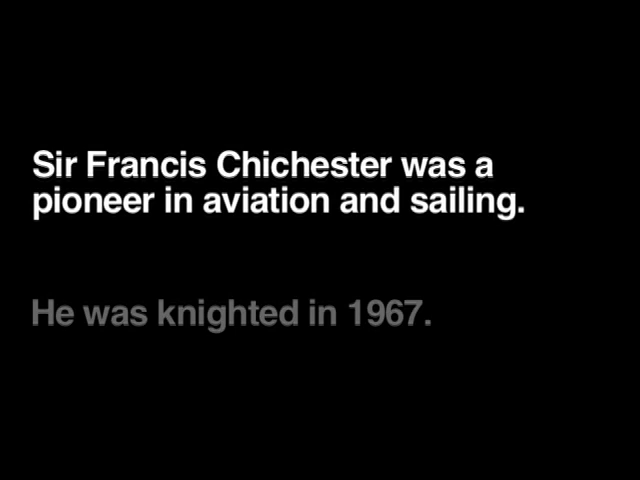 Sir Francis Chichester was a
pioneer in aviation and sailing.
He was knighted in 1967.